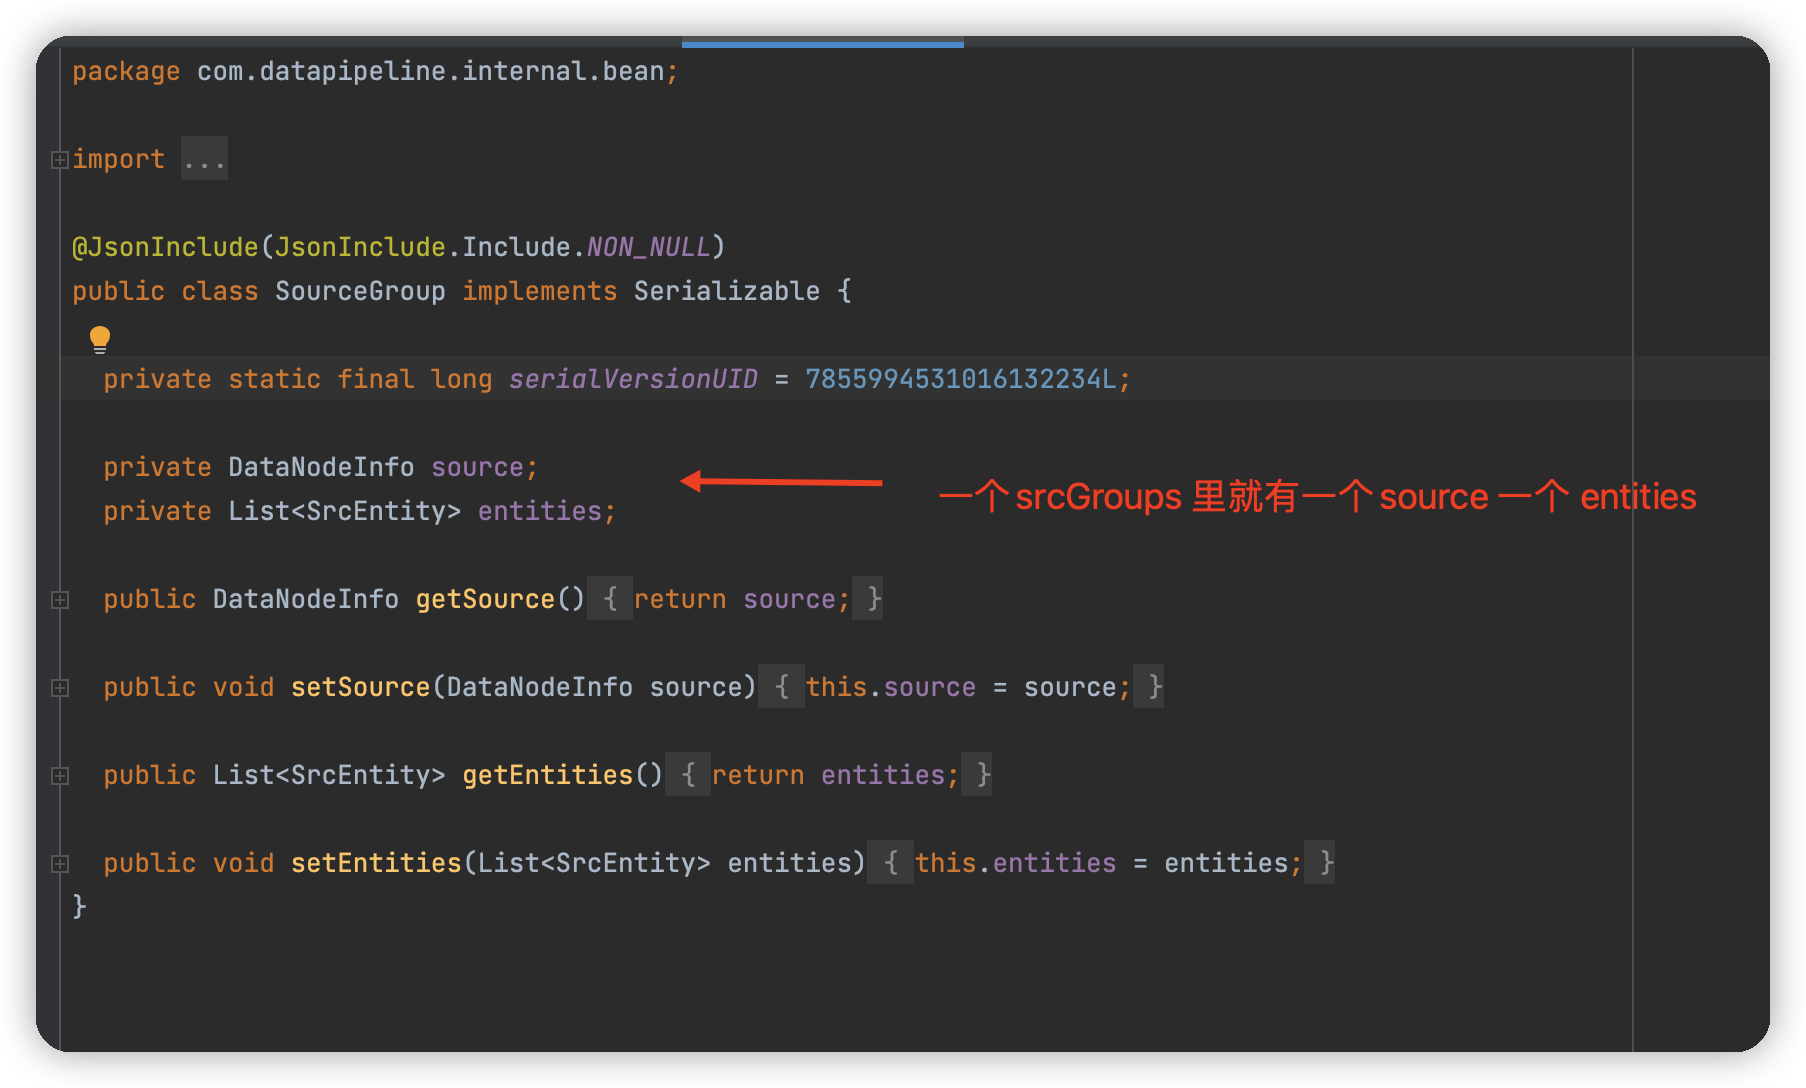 package com.datapipeline.internal.bean;
import ...
@JsonInclude(JsonInclude.Include.NON_NULL)
public class SourceGroup implements Serializable {
private static final long serialVersionUID = 7855994531016132234L;
private DataNodeInfo source;
一个 srcGroups 里就有一个 source 一个 entities
private List<SrcEntity> entities;
public DataNodeInfo getSource() { return source; }
public void setSource(DataNodeInfo source) { this.source = source; }
public List<SrcEntity> getEntities() { return entities; }
public void setEntities(List<SrcEntity> entities) { this.entities = entities; }
}